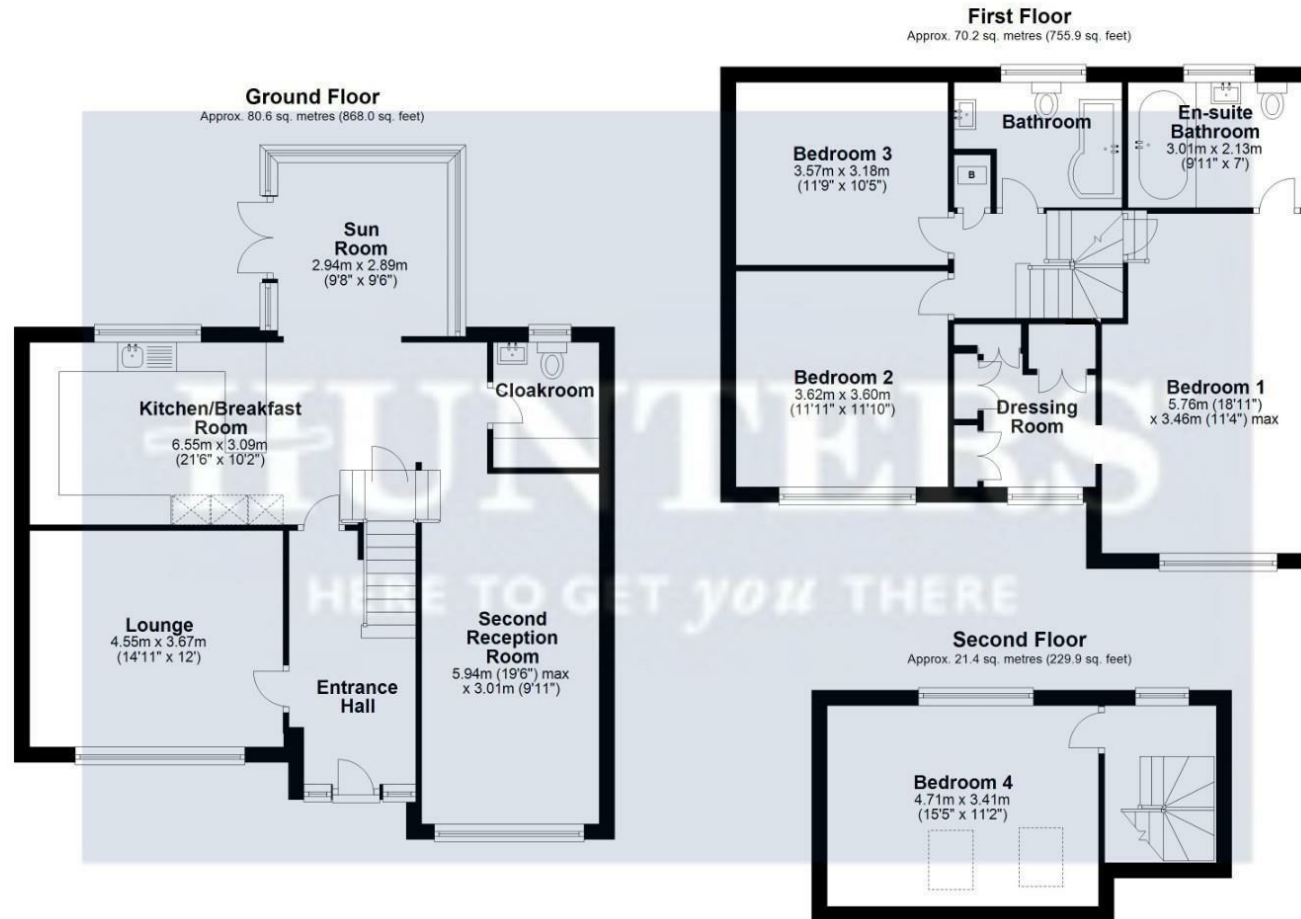 Ground Floor
Approx. 80.6 sq. metres (868.0 sq. feet)
Sun
Room
2.94m x 2.89m
(9'8" x 9'6")
Kitchen/Breakfast
Room
6.55m x 3.09m
(21'6" x 10'2")
Cloakroom
Lounge
4.55m x 3.67m
(14'11" x 12')
Entrance
Hall
Second
Reception
Room
5.94m (19'6") max
x 3.01m (9'11")
First Floor
Approx. 70.2 sq. metres (755.9 sq. feet)
Bedroom 3
3.57m x 3.18m
(11'9" x 10'5")
Bathroom
B
En-suite
Bathroom
3.01m x 2.13m
(9'11" x 7')
Bedroom 2
3.62m x 3.60m
(11'11" x 11'10")
Dressing
Room
Bedroom 1
5.76m (18'11")
x 3.46m (11'4") max
Second Floor
Approx. 21.4 sq. metres (229.9 sq. feet)
Bedroom 4
4.71m x 3.41m
(15'5" x 11'2")
HUNTERS
HERE TO GET you THERE